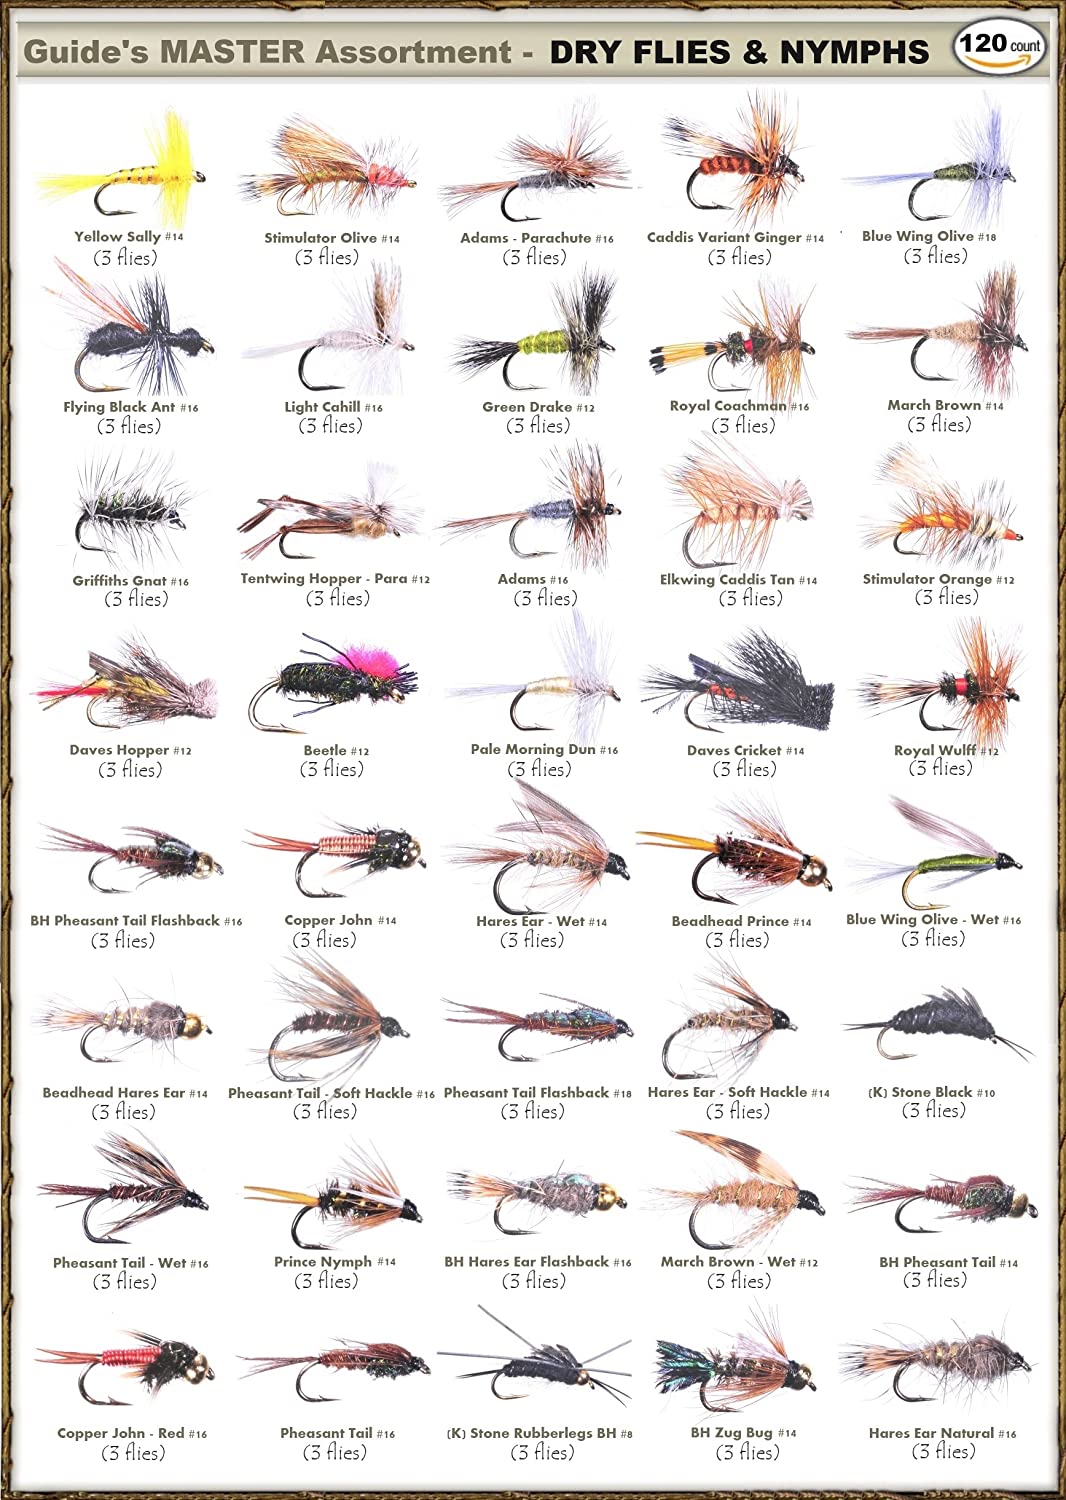 Guide's MASTER Assortment - DRY FLIES & NYMPHS 120 count
Yellow Sally #14 Stimulator Olive #14 Adams - Parachute #16 Caddis Variant Ginger #14 Blue Wing Olive #18
(3 flies) (3 flies) (3 flies) (3 flies) (3 flies)
Flying Black Ant #16 Light Cahill #16 Green Drake #12 Royal Coachman #16 March Brown #14
(3 flies) (3 flies) (3 flies) (3 flies) (3 flies)
Griffiths Gnat #16 Tentwing Hopper - Para #12 Adams #16 Elkwing Caddis Tan #14 Stimulator Orange #12
(3 flies) (3 flies) (3 flies) (3 flies) (3 flies)
Daves Hopper #12 Beetle #12 Pale Morning Dun #16 Daves Cricket #14 Royal Wulff #12
(3 flies) (3 flies) (3 flies) (3 flies) (3 flies)
BH Pheasant Tail Flashback #16 Copper John #14 Hares Ear - Wet #14 Beadhead Prince #14 Blue Wing Olive - Wet #16
(3 flies) (3 flies) (3 flies) (3 flies) (3 flies)
Beadhead Hares Ear #14 Pheasant Tail - Soft Hackle #16 Pheasant Tail Flashback #18 Hares Ear - Soft Hackle #14 (K) Stone Black #10
(3 flies) (3 flies) (3 flies) (3 flies) (3 flies)
Pheasant Tail - Wet #16 Prince Nymph #14 BH Hares Ear Flashback #16 March Brown - Wet #12 BH Pheasant Tail #14
(3 flies) (3 flies) (3 flies) (3 flies) (3 flies)
Copper John - Red #16 Pheasant Tail #16 (K) Stone Rubberlegs BH #8 BH Zug Bug #14 Hares Ear Natural #16
(3 flies) (3 flies) (3 flies) (3 flies) (3 flies)